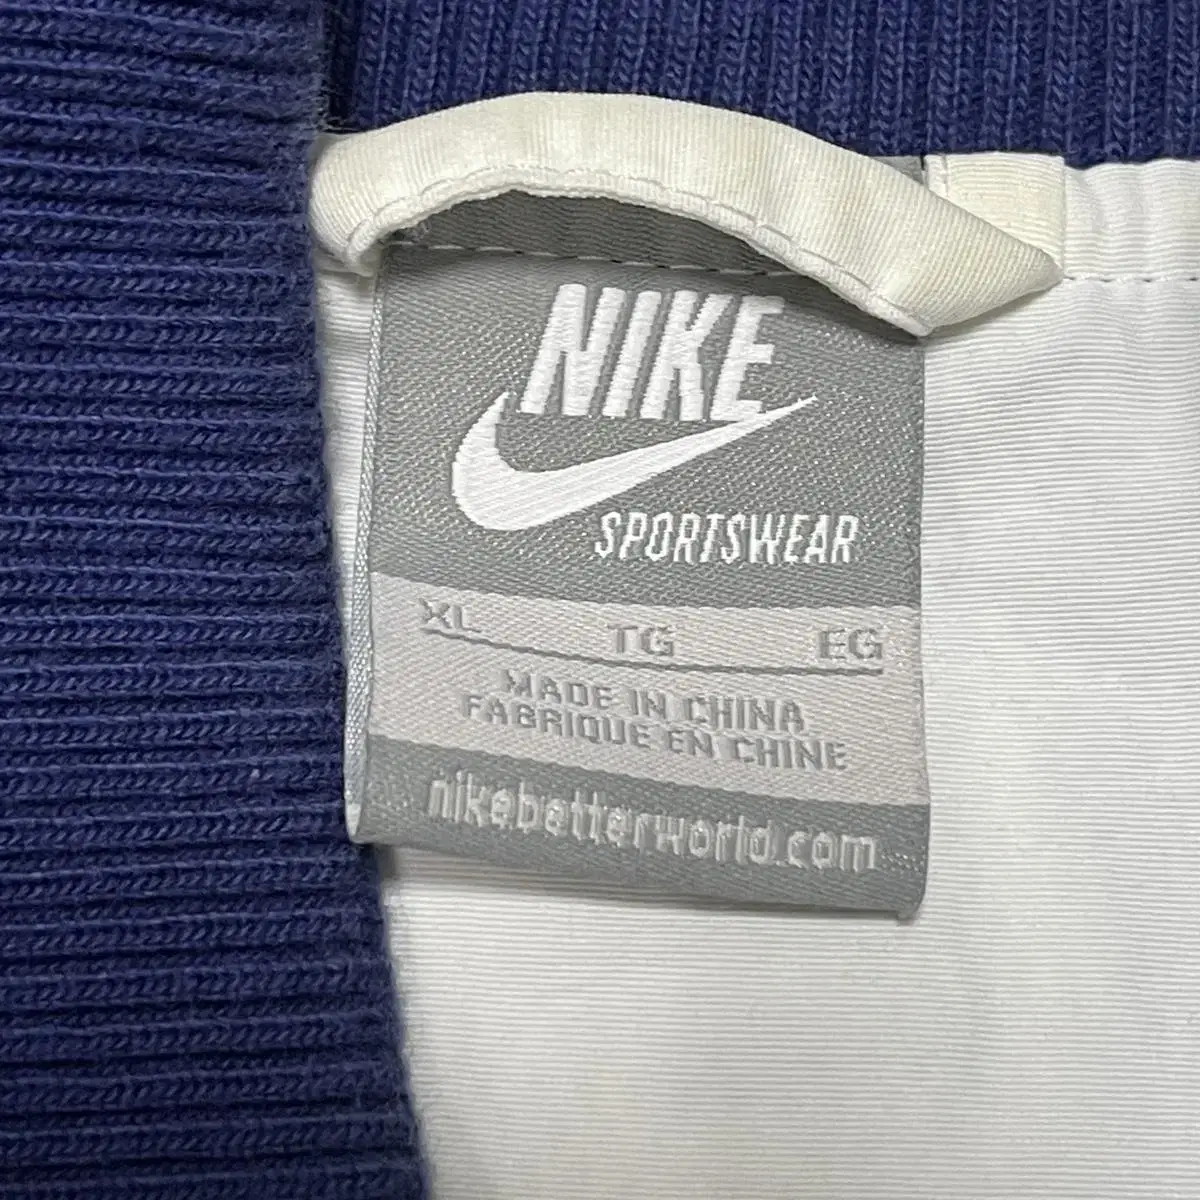 NIKE
SPORTSWEAR
XL TG EG
MADE IN CHINA
FABRIQUE EN CHINE
nikebetterworld.com